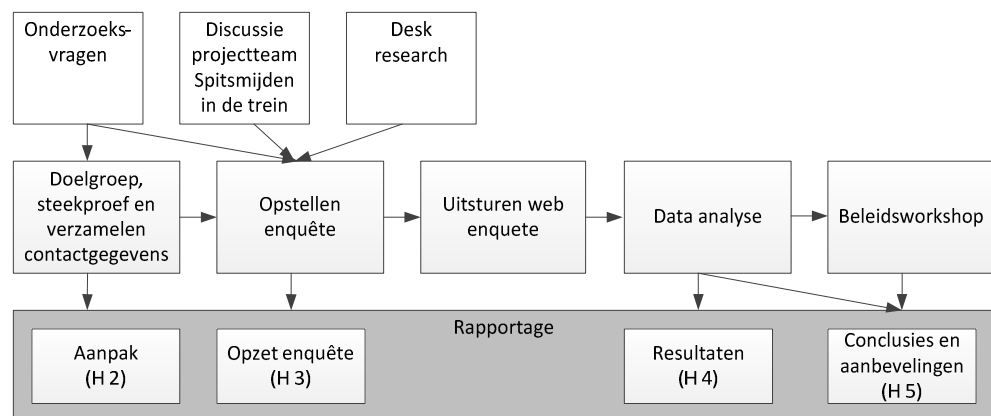 Onderzoeks-
vragen
Discussie
projectteam
Spitsmijden
in de trein
Desk
research
Doelgroep,
steekproef en
verzamelen
contactgegevens
Opstellen
enquête
Uitsturen web
enquete
Data analyse
Beleidsworkshop
Rapportage
Aanpak
(H 2)
Opzet enquête
(H 3)
Resultaten
(H 4)
Conclusies en
aanbevelingen
(H 5)